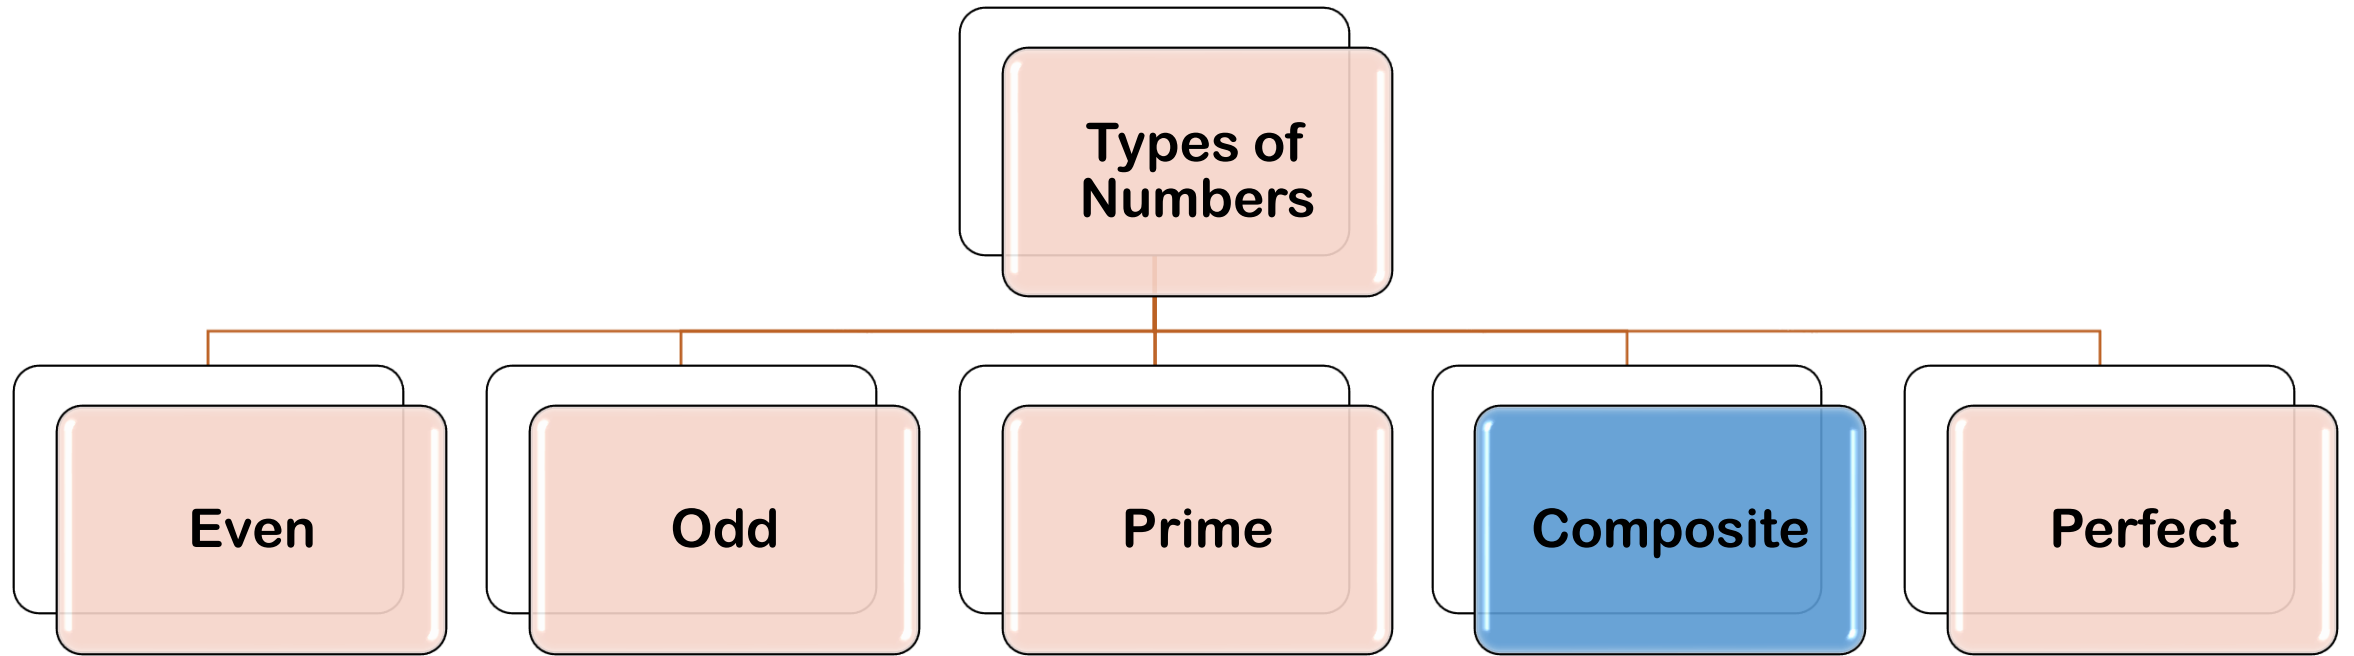 Types of
Numbers
Even
Odd
Prime
Composite
Perfect